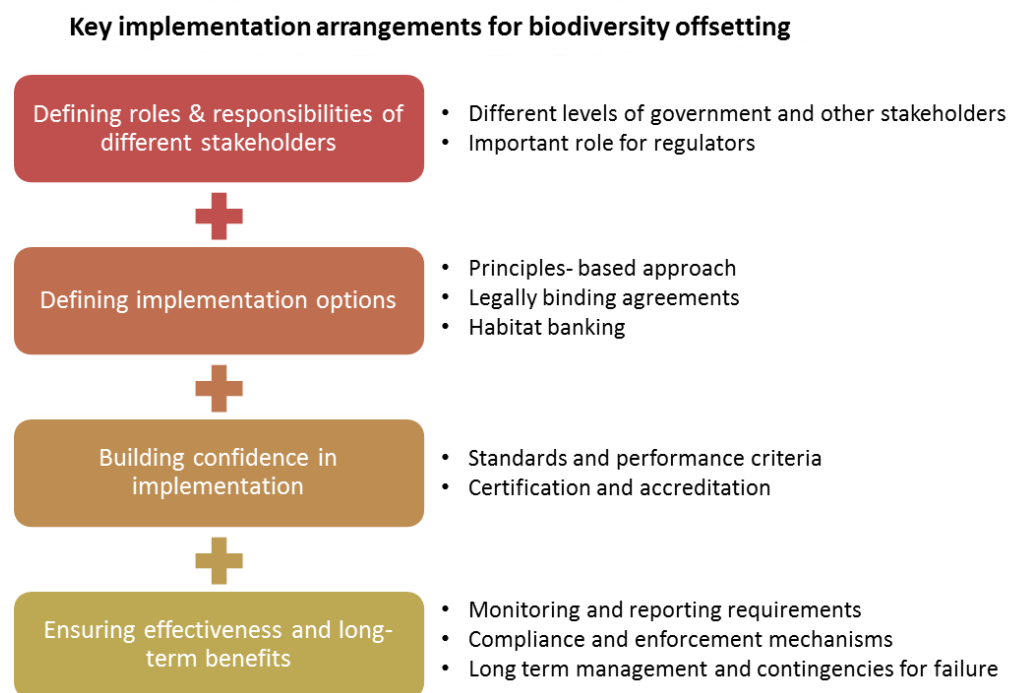 Key implementation arrangements for biodiversity offsetting
Defining roles & responsibilities of
different stakeholders
• Different levels of government and other stakeholders
• Important role for regulators
Defining implementation options
• Principles- based approach
• Legally binding agreements
• Habitat banking
Building confidence in
implementation
• Standards and performance criteria
• Certification and accreditation
Ensuring effectiveness and long-
term benefits
• Monitoring and reporting requirements
• Compliance and enforcement mechanisms
• Long term management and contingencies for failure